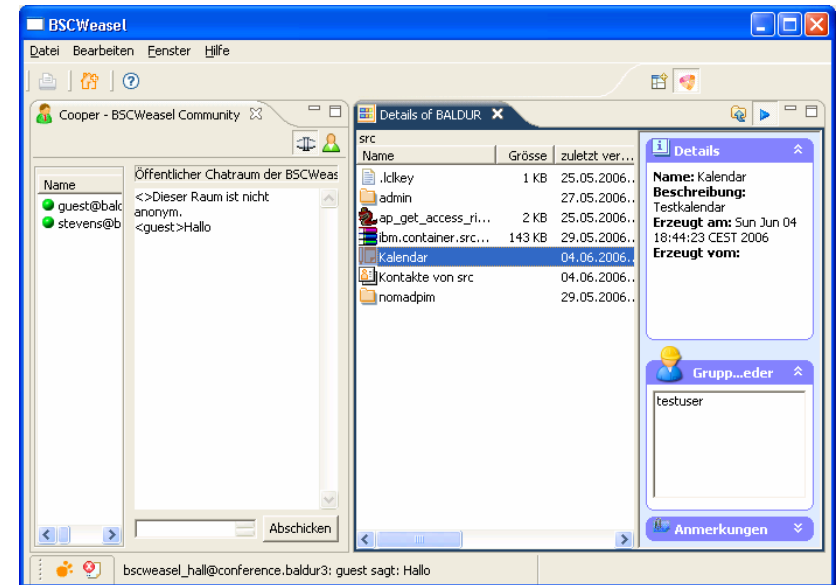 BSCWeasel
Datei Bearbeiten Fenster Hilfe
Cooper - BSCWeasel Community
Name
guest@balc
stevens@b
Öffentlicher Chatraum der BSCWeas
<>Dieser Raum ist nicht
anonym.
<guest>Hallo
Abschicken
Details of BALDUR
src
Name Grösse zuletzt ver...
.lclkey 1 KB 25.05.2006..
admin 27.05.2006..
ap_get_access_ri... 2 KB 25.05.2006..
ibm.container.src... 143 KB 29.05.2006..
Kalendar 04.06.2006..
Kontakte von src 04.06.2006..
nomadpim 29.05.2006..
Details
Name: Kalendar
Beschreibung:
Testkalendar
Erzeugt am: Sun Jun 04
18:44:23 CEST 2006
Erzeugt vom:
Grupp...eder
testuser
Anmerkungen
bscweasel_hall@conference.baldur3: guest sagt: Hallo